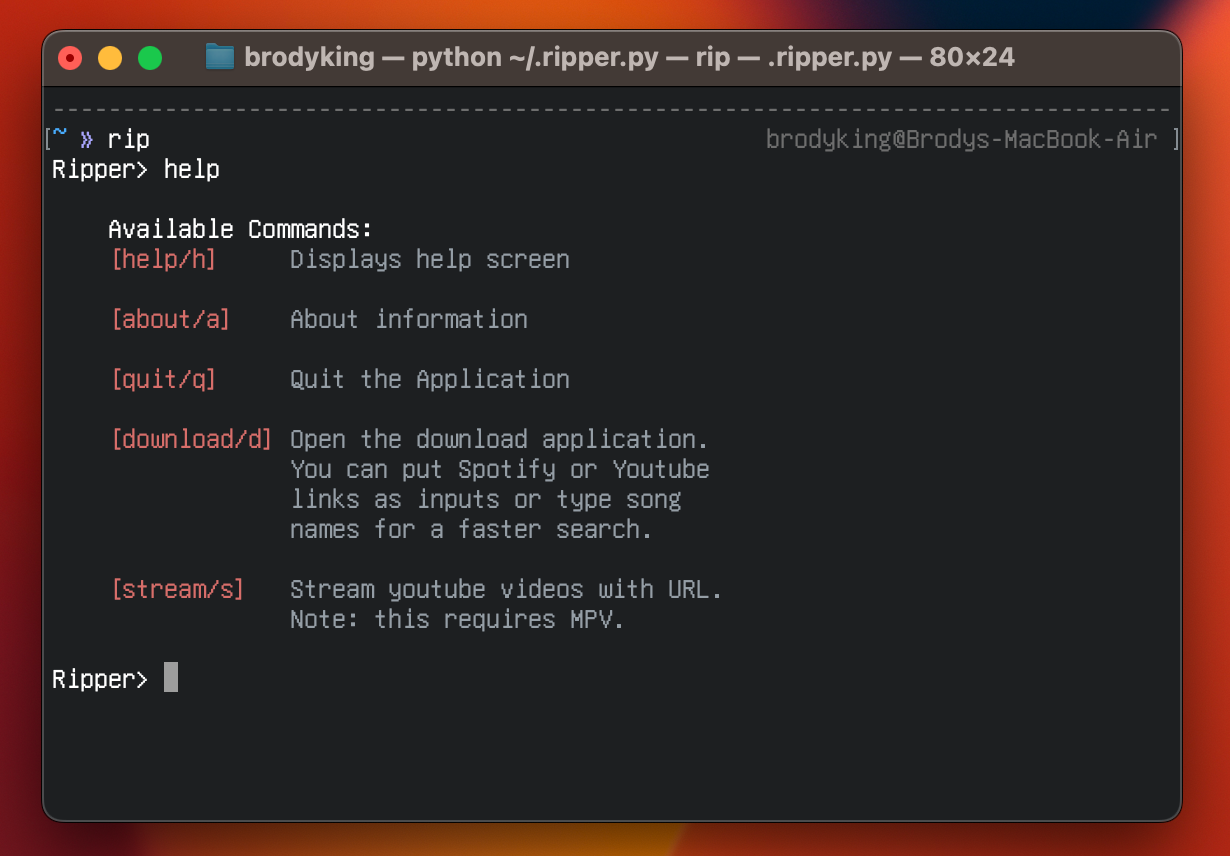 brodyking — python ~/.ripper.py — rip — .ripper.py — 80×24
--------------------------------------------------------------------------------
[~ » rip brodyking@Brodys-MacBook-Air ]
Ripper> help
Available Commands:
[help/h] Displays help screen
[about/a] About information
[quit/q] Quit the Application
[download/d] Open the download application.
You can put Spotify or Youtube
links as inputs or type song
names for a faster search.
[stream/s] Stream youtube videos with URL.
Note: this requires MPV.
Ripper>